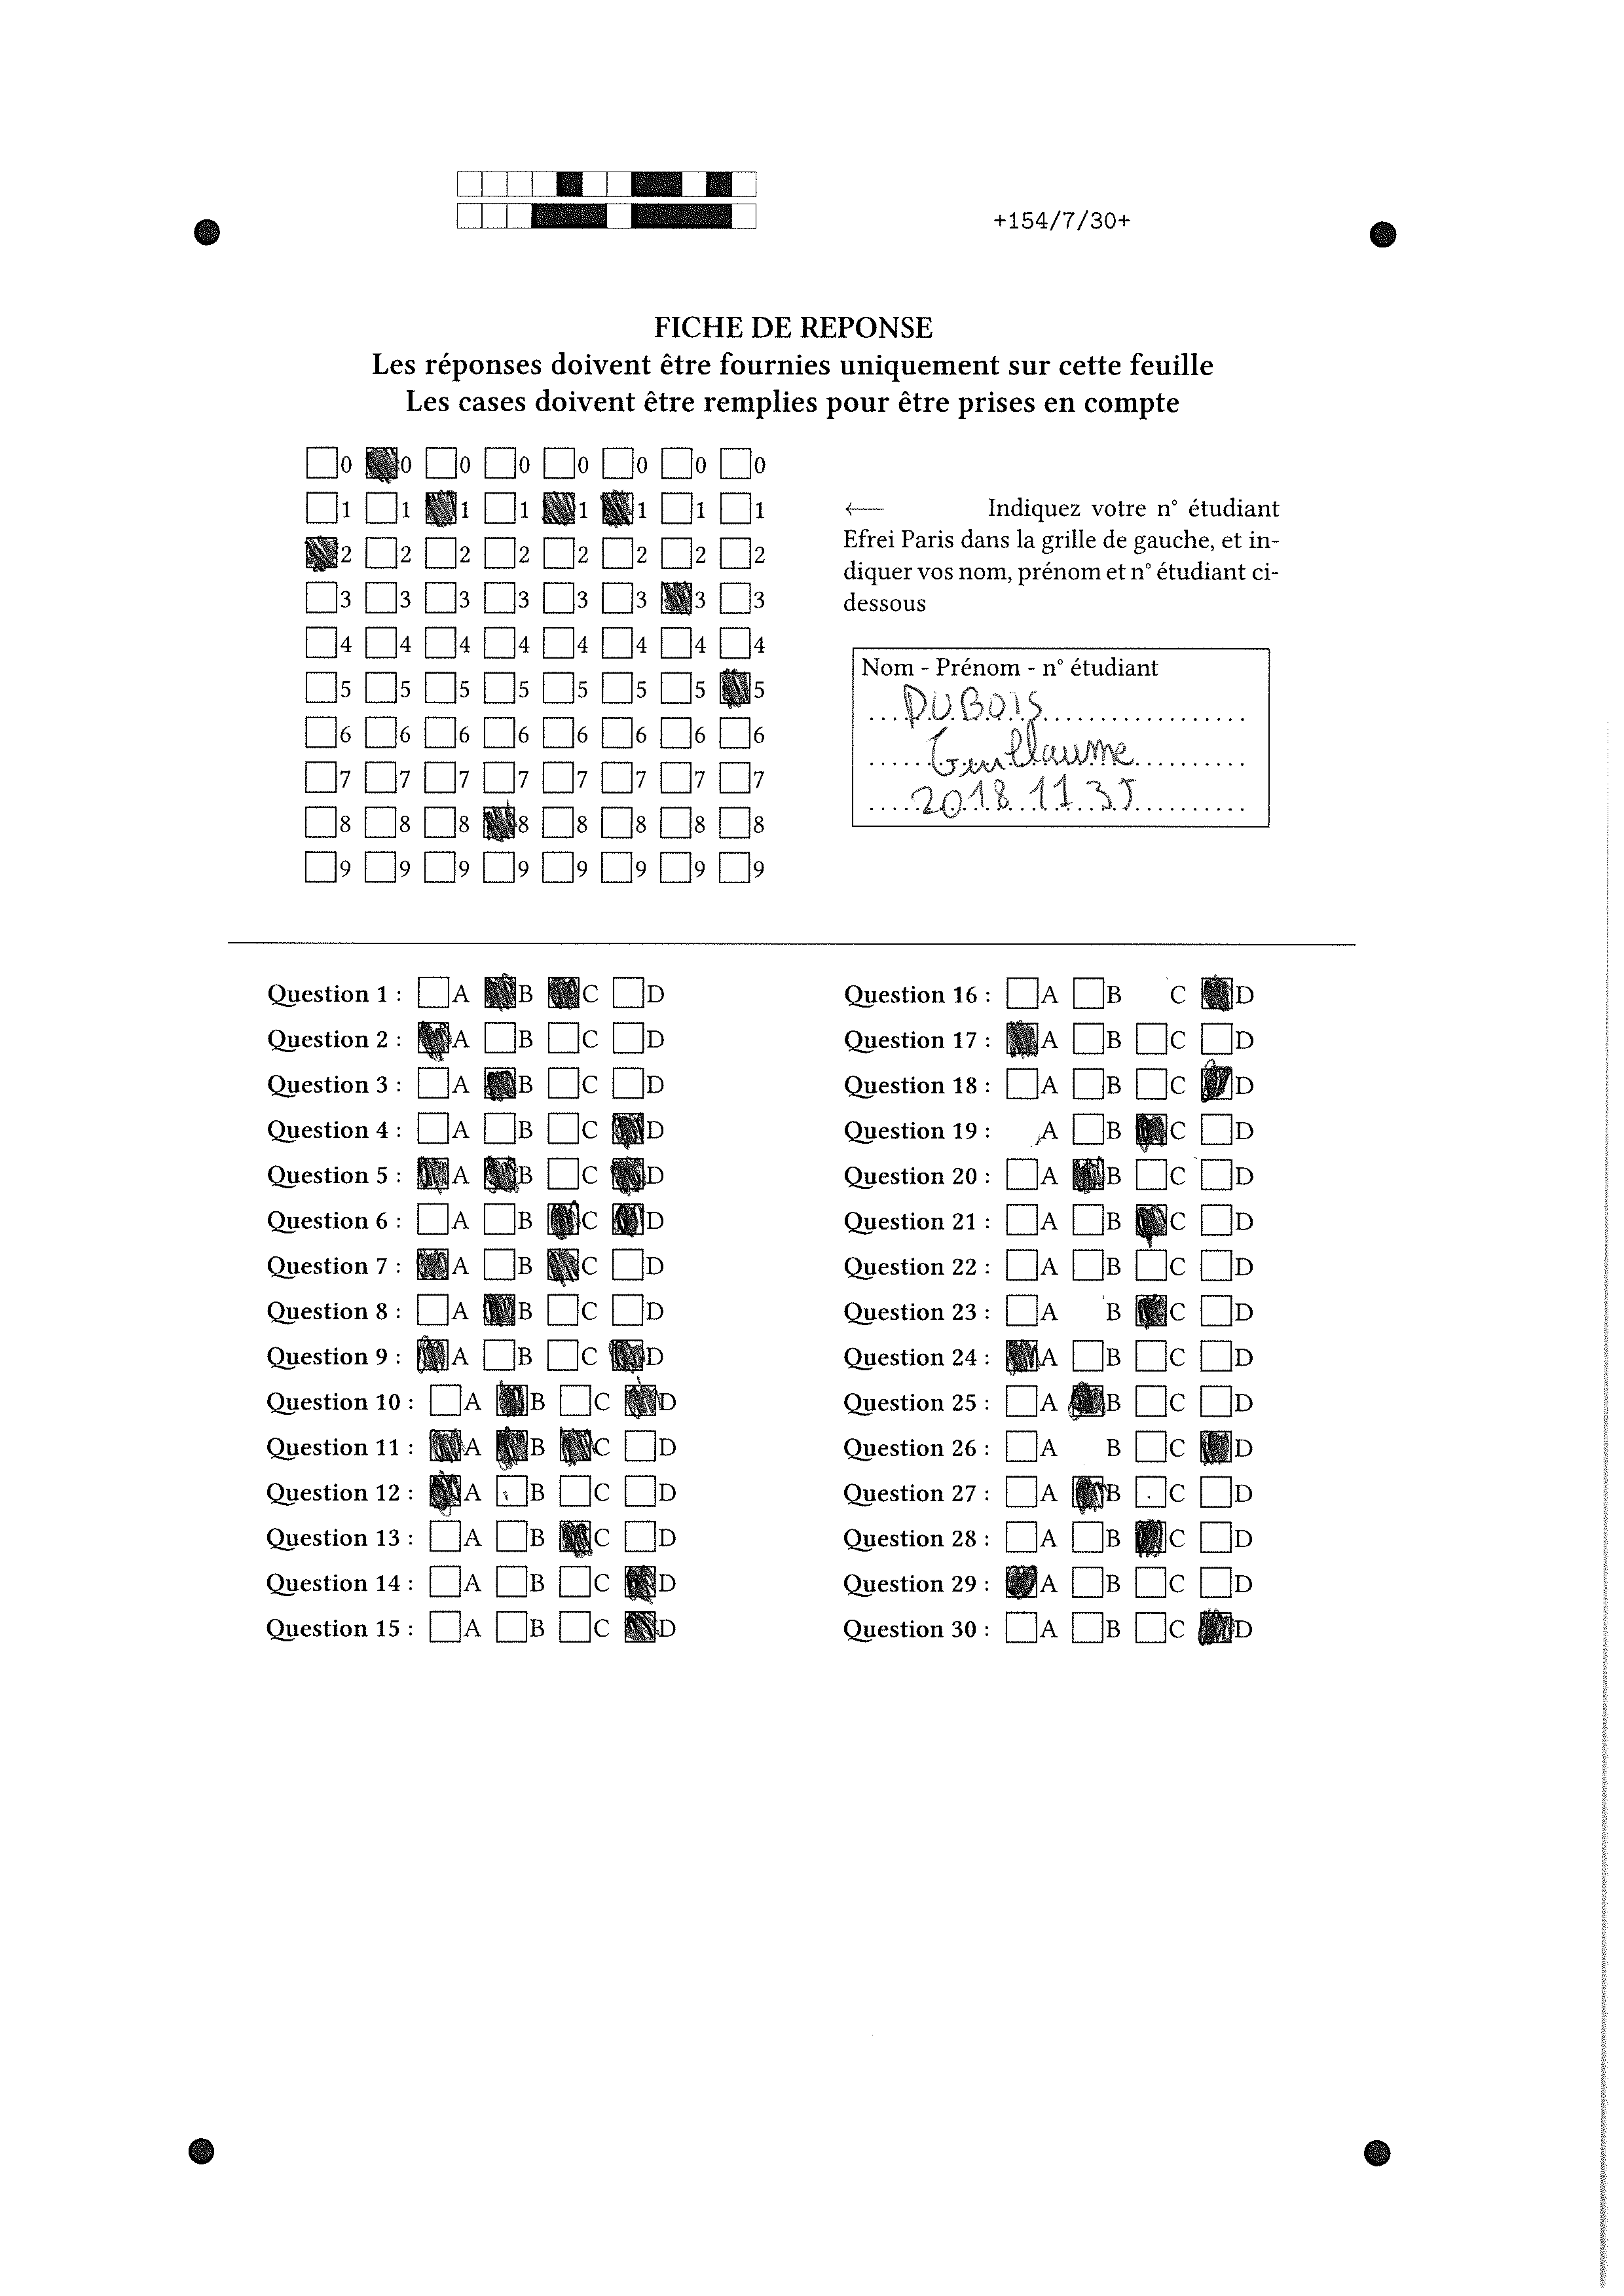 +154/7/30+
FICHE DE REPONSE
Les réponses doivent être fournies uniquement sur cette feuille
Les cases doivent être remplies pour être prises en compte
0 0 0 0 0 0 0 0
1 1 1 1 1 1 1 1
2 2 2 2 2 2 2 2
3 3 3 3 3 3 3 3
4 4 4 4 4 4 4 4
5 5 5 5 5 5 5 5
6 6 6 6 6 6 6 6
7 7 7 7 7 7 7 7
8 8 8 8 8 8 8 8
9 9 9 9 9 9 9 9
← Indiquez votre n° étudiant
Efrei Paris dans la grille de gauche, et in-
diquer vos nom, prénom et n° étudiant ci-
dessous
Nom - Prénom - n° étudiant
DUBOIS
Guillaume
20181135
Question 1 : A B C D
Question 2 : A B C D
Question 3 : A B C D
Question 4 : A B C D
Question 5 : A B C D
Question 6 : A B C D
Question 7 : A B C D
Question 8 : A B C D
Question 9 : A B C D
Question 10 : A B C D
Question 11 : A B C D
Question 12 : A B C D
Question 13 : A B C D
Question 14 : A B C D
Question 15 : A B C D
Question 16 : A B C D
Question 17 : A B C D
Question 18 : A B C D
Question 19 : A B C D
Question 20 : A B C D
Question 21 : A B C D
Question 22 : A B C D
Question 23 : A B C D
Question 24 : A B C D
Question 25 : A B C D
Question 26 : A B C D
Question 27 : A B C D
Question 28 : A B C D
Question 29 : A B C D
Question 30 : A B C D